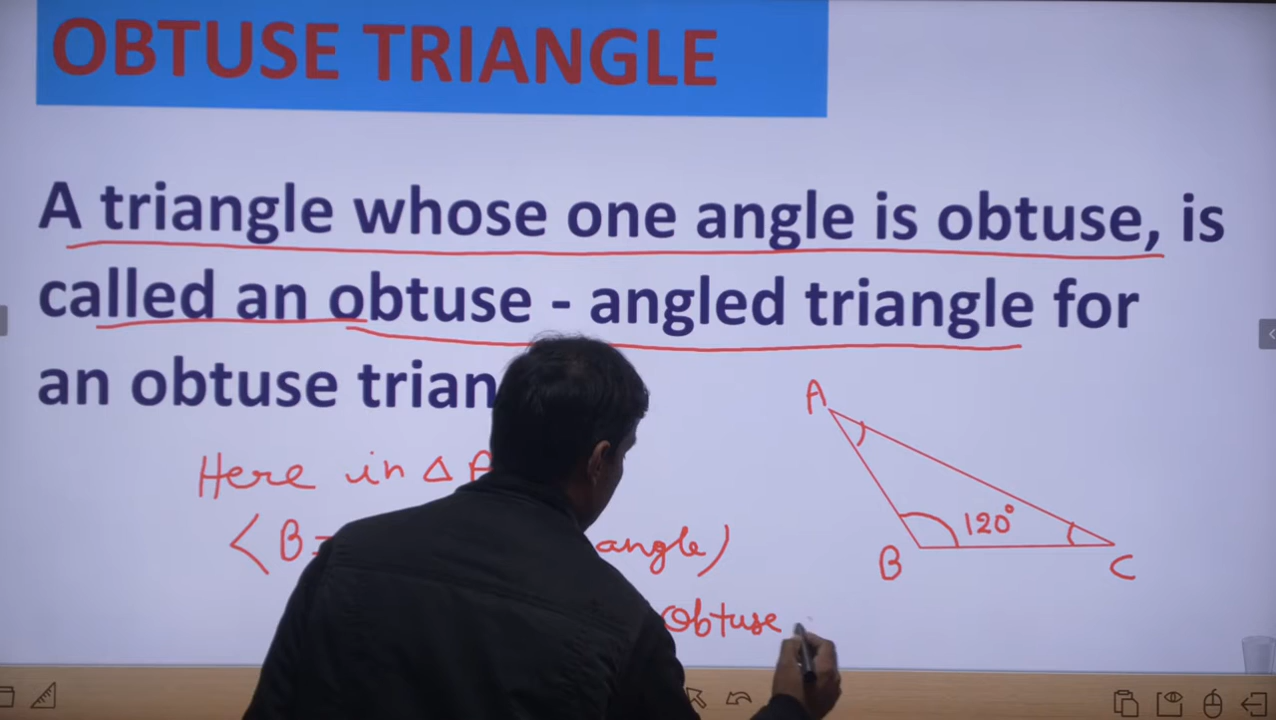 OBTUSE TRIANGLE
A triangle whose one angle is obtuse, is
called an obtuse - angled triangle for
an obtuse trian
Here in Δ
<B=
angle)
Obtuse
A
120°
B
C